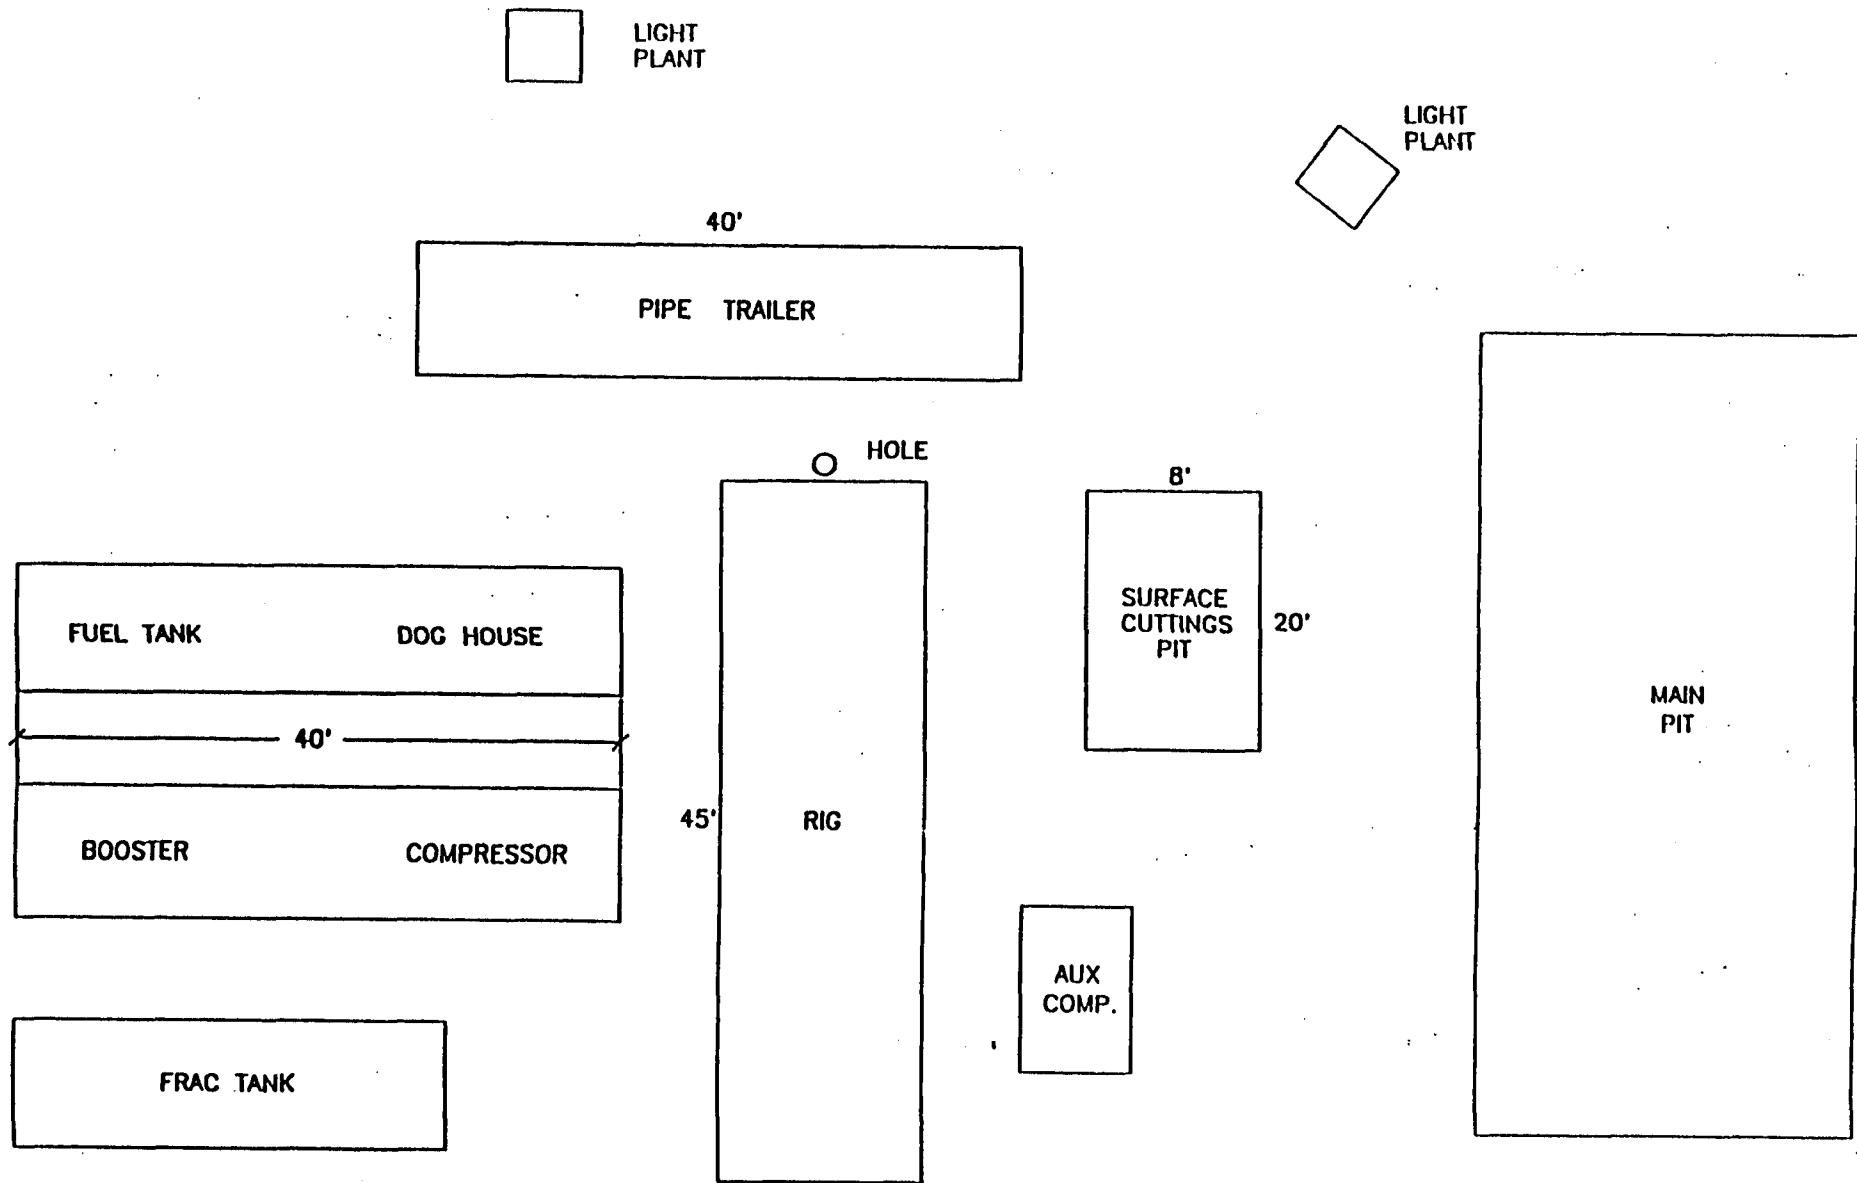 LIGHT
PLANT
LIGHT
PLANT
40'
PIPE TRAILER
HOLE
8'
SURFACE
CUTTINGS
PIT
20'
FUEL TANK DOG HOUSE
MAIN
PIT
40'
45'
RIG
BOOSTER COMPRESSOR
AUX
COMP.
FRAC TANK